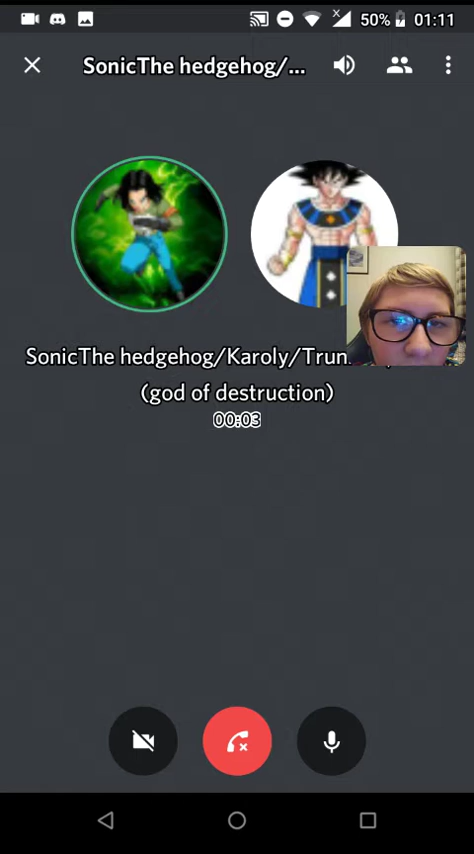 50% 01:11
SonicThe hedgehog/...
SonicThe hedgehog/Karoly/Trun
(god of destruction)
00:03